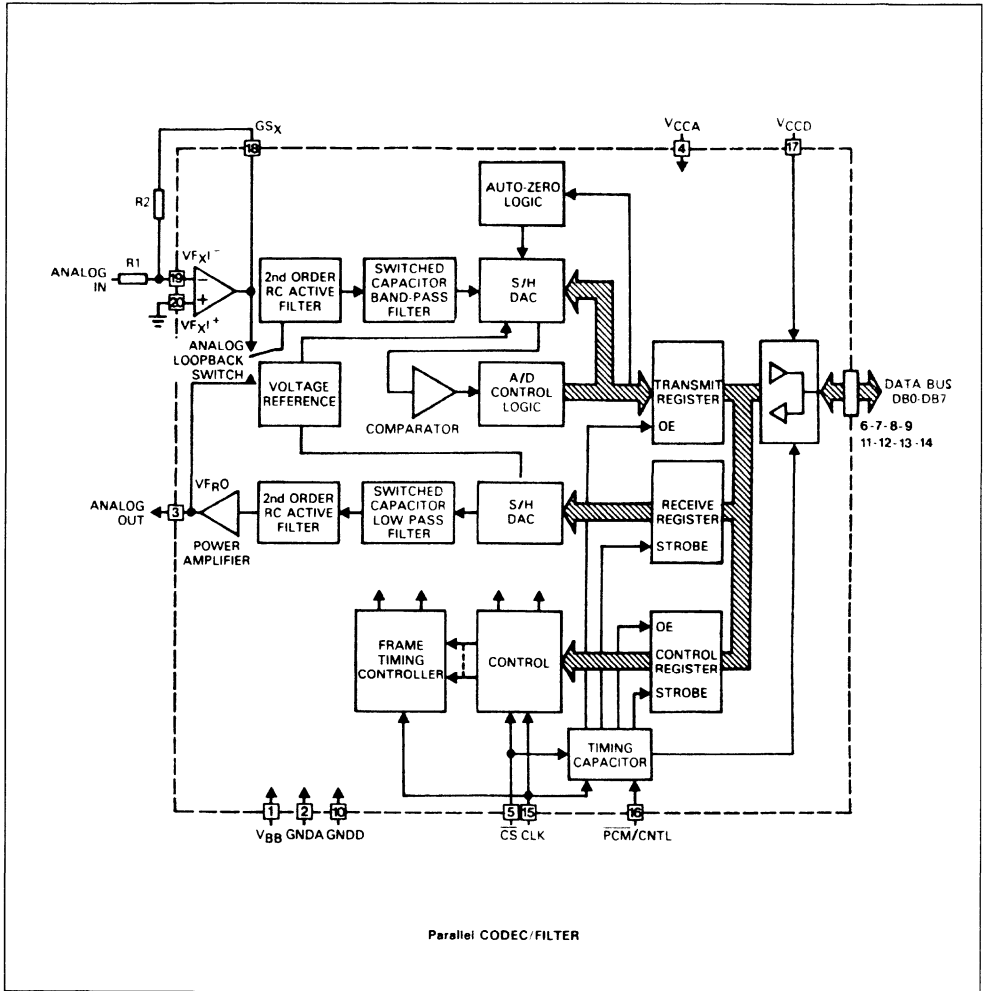 GSX
18
VCCA
4
VCCD
17
R2
R1
ANALOG
IN
VFXI-
19
20
VFXI+
−
+
2nd ORDER
RC ACTIVE
FILTER
SWITCHED
CAPACITOR
BAND-PASS
FILTER
AUTO-ZERO
LOGIC
S/H
DAC
ANALOG
LOOPBACK
SWITCH
VOLTAGE
REFERENCE
COMPARATOR
A/D
CONTROL
LOGIC
TRANSMIT
REGISTER
OE
DATA BUS
DB0-DB7
6-7-8-9
11-12-13-14
ANALOG
OUT
3
VFRO
POWER
AMPLIFIER
2nd ORDER
RC ACTIVE
FILTER
SWITCHED
CAPACITOR
LOW PASS
FILTER
S/H
DAC
RECEIVE
REGISTER
STROBE
FRAME
TIMING
CONTROLLER
CONTROL
OE
CONTROL
REGISTER
STROBE
TIMING
CAPACITOR
1
2
10
5
15
16
VBB
GNDA
GNDD
C̅S̅
CLK
P̅C̅M̅/CNTL
Parallel CODEC/FILTER